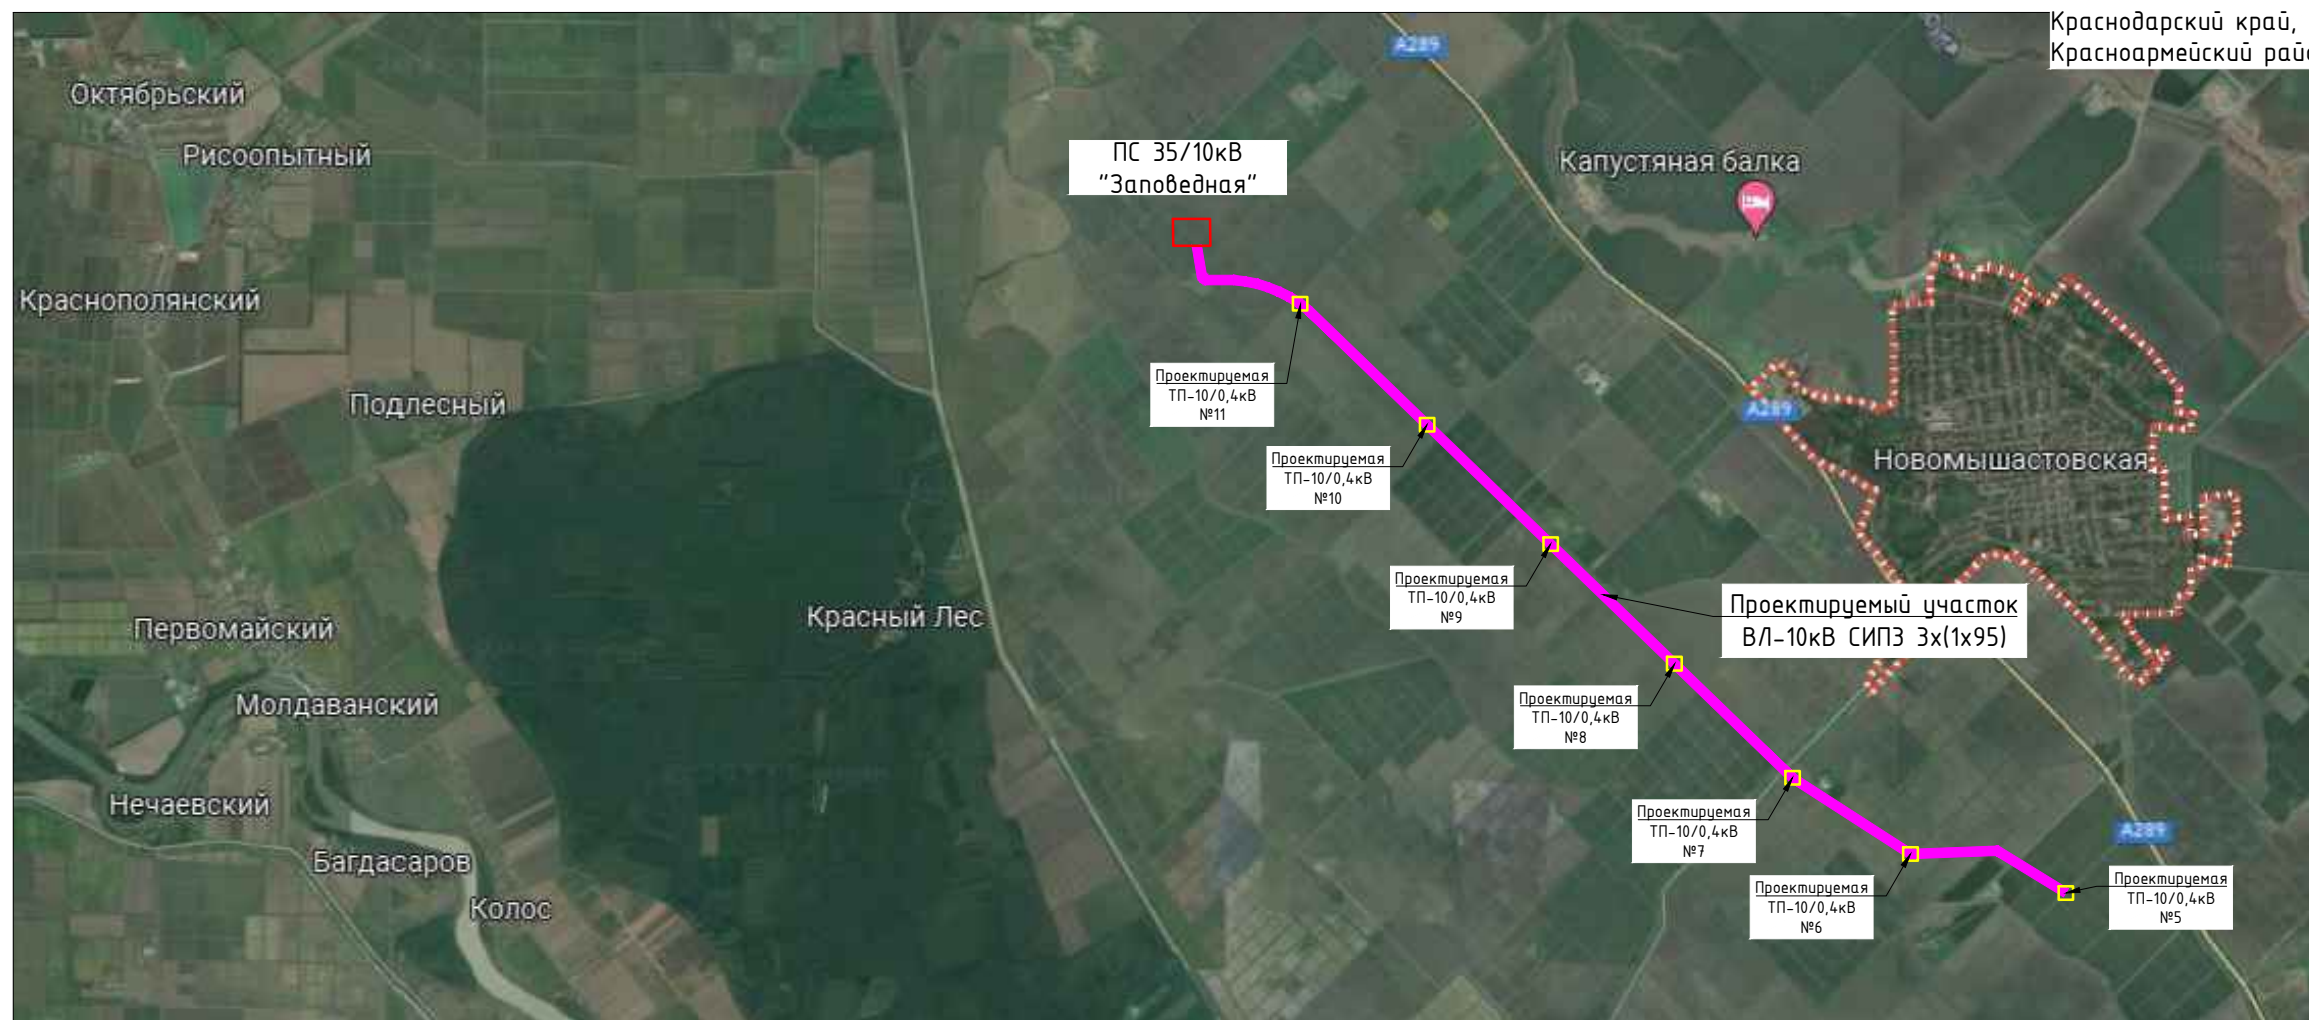 Краснодарский край,
Красноармейский
А289
Октябрьский
Рисоопытный
ПС 35/10кВ
"Заповедная"
Капустяная балка
Краснополянский
Проектируемая
ТП-10/0,4кВ
№11
Подлесный
А289
Проектируемая
ТП-10/0,4кВ
№10
Новомышастовская
Проектируемая
ТП-10/0,4кВ
№9
Красный Лес
Проектируемый участок
ВЛ-10кВ СИП3 3х(1х95)
Первомайский
Молдаванский
Проектируемая
ТП-10/0,4кВ
№8
Нечаевский
Проектируемая
ТП-10/0,4кВ
№7
А289
Багдасаров
Колос
Проектируемая
ТП-10/0,4кВ
№6
Проектируемая
ТП-10/0,4кВ
№5